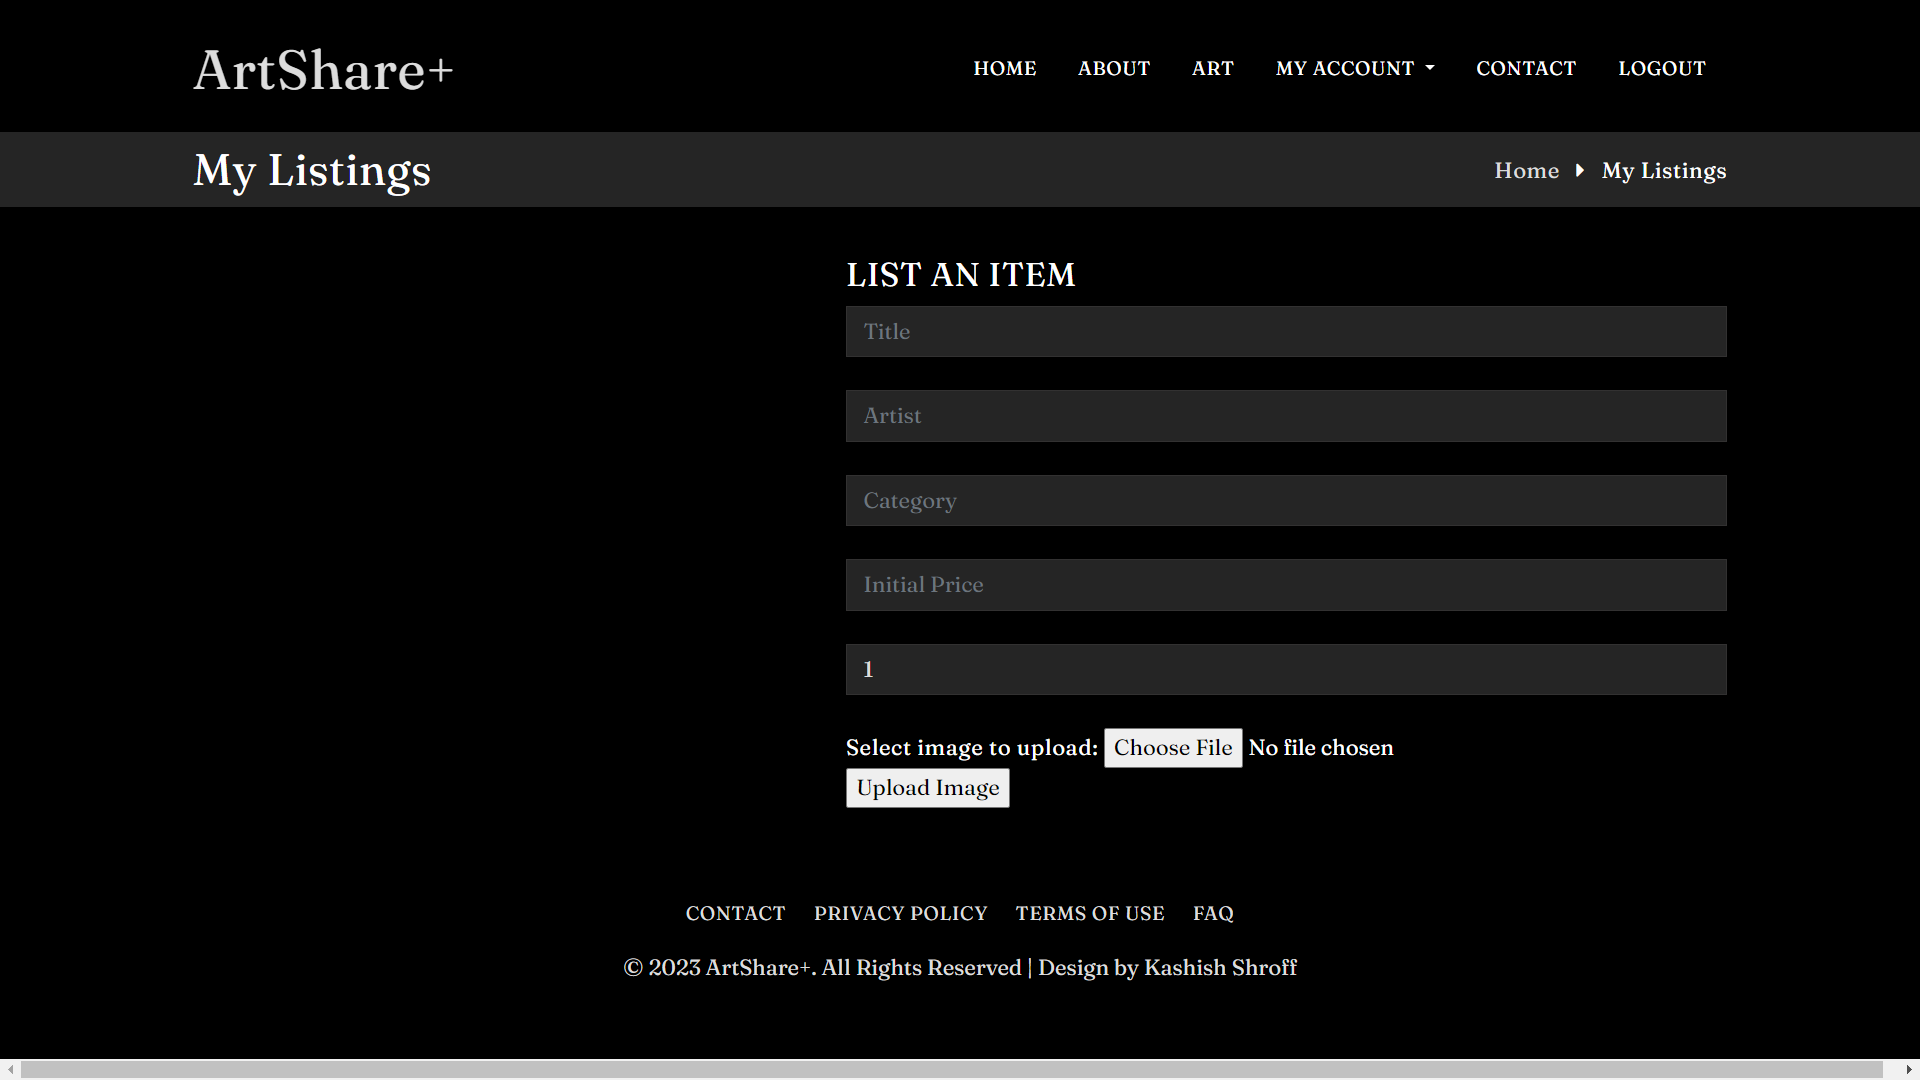 ArtShare+
HOME ABOUT ART MY ACCOUNT CONTACT LOGOUT
My Listings
Home My Listings
LIST AN ITEM
Title
Artist
Category
Initial Price
1
Select image to upload: Choose File No file chosen
Upload Image
CONTACT PRIVACY POLICY TERMS OF USE FAQ
© 2023 ArtShare+. All Rights Reserved | Design by Kashish Shroff